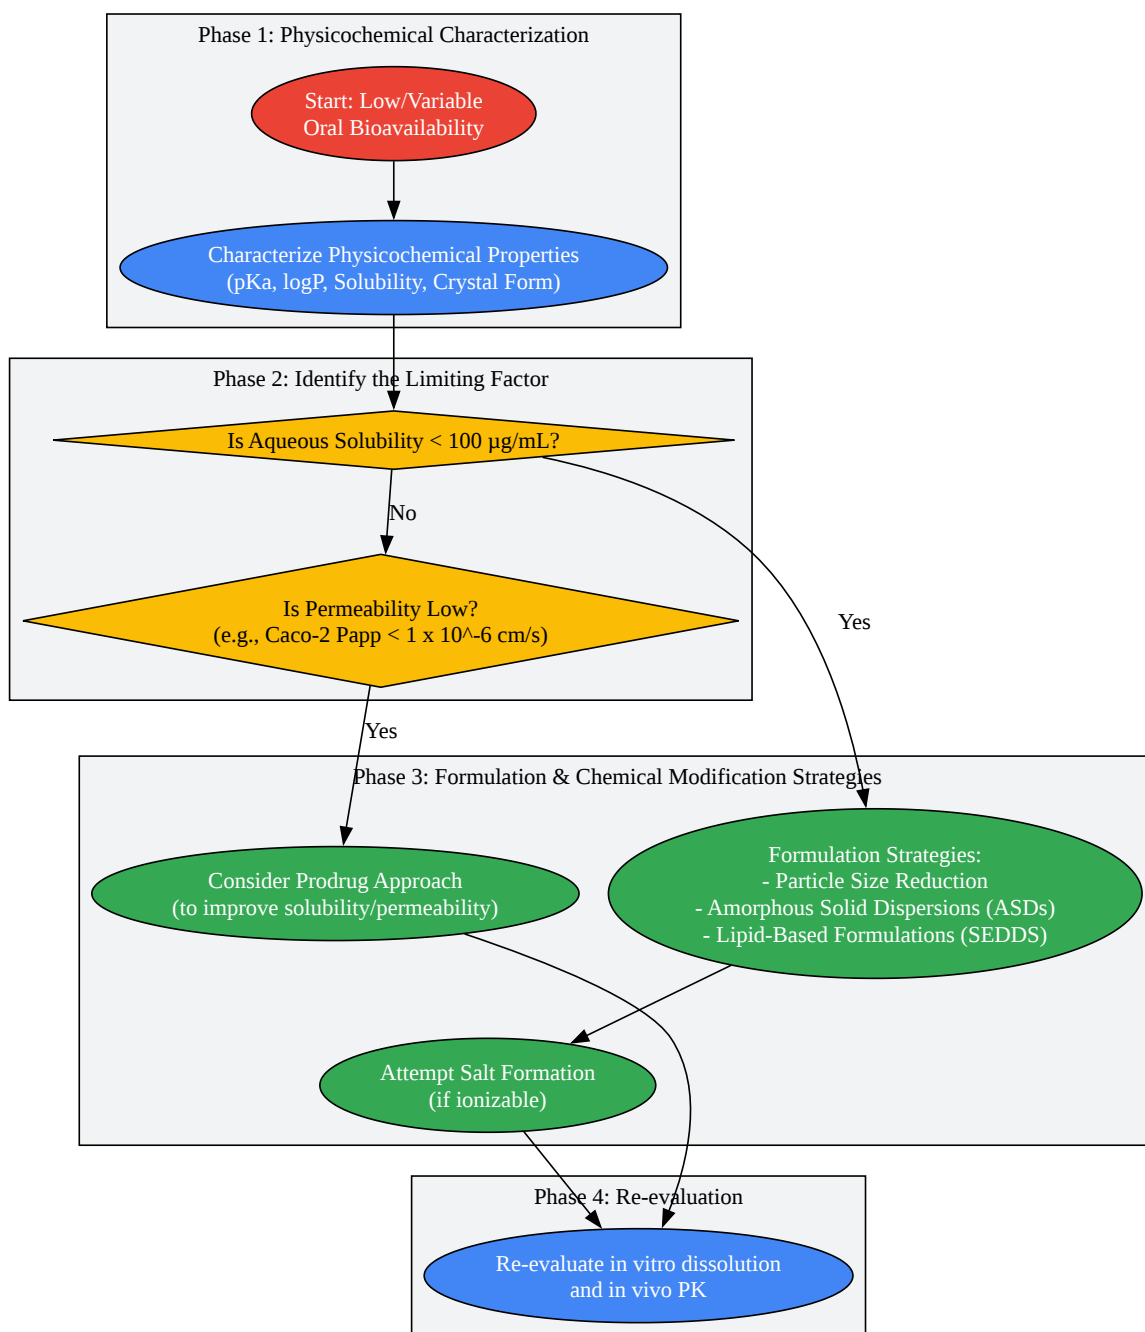 Phase 1: Physicochemical Characterization
Start: Low/Variable
Oral Bioavailability
Characterize Physicochemical Properties
(pKa, logP, Solubility, Crystal Form)
Phase 2: Identify the Limiting Factor
Is Aqueous Solubility < 100 µg/mL?
No
Is Permeability Low?
(e.g., Caco-2 Papp < 1 x 10^-6 cm/s)
Yes
Yes
Phase 3: Formulation & Chemical Modification Strategies
Consider Prodrug Approach
(to improve solubility/permeability)
Formulation Strategies:
- Particle Size Reduction
- Amorphous Solid Dispersions (ASDs)
- Lipid-Based Formulations (SEDDS)
Attempt Salt Formation
(if ionizable)
Phase 4: Re-evaluation
Re-evaluate in vitro dissolution
and in vivo PK